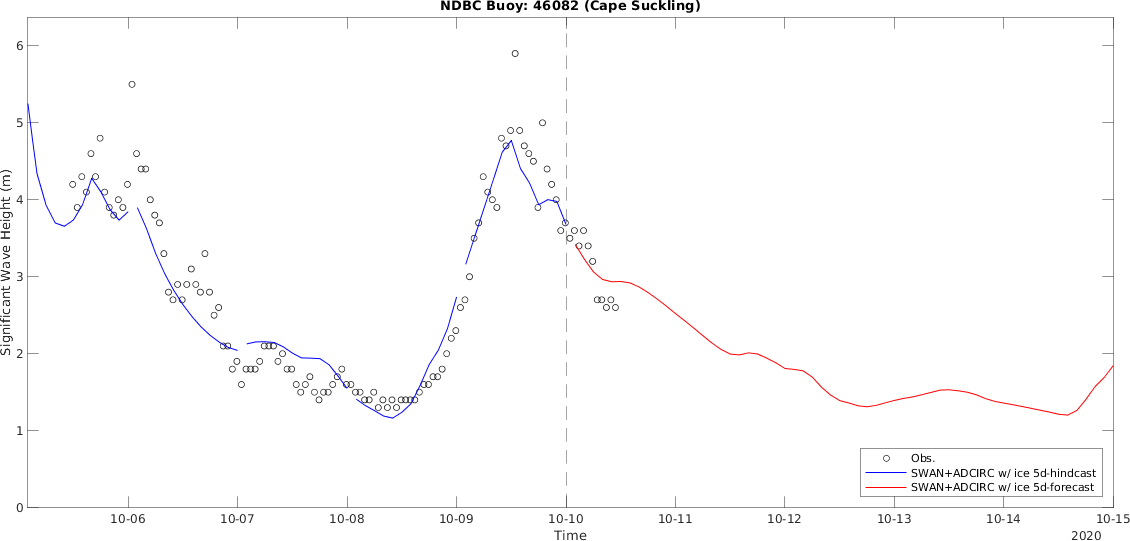 NDBC Buoy: 46082 (Cape Suckling)
Significant Wave Height (m)
6
5
4
3
2
1
0
Obs.
SWAN+ADCIRC w/ ice 5d-hindcast
SWAN+ADCIRC w/ ice 5d-forecast
10-06 10-07 10-08 10-09 10-10 10-11 10-12 10-13 10-14 10-15
Time
2020